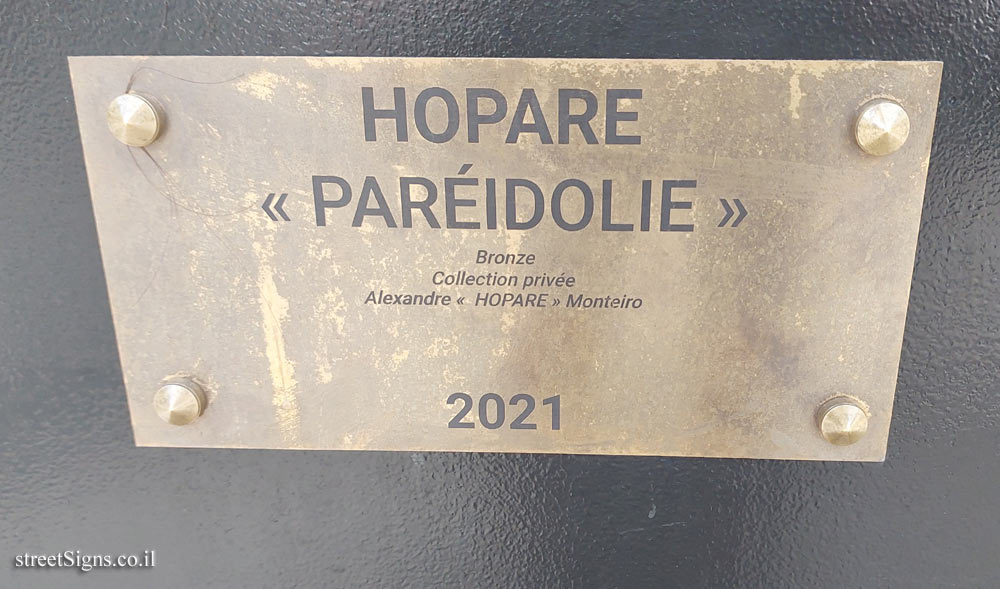 HOPARE
« PARÉIDOLIE »
Bronze
Collection privée
Alexandre « HOPARE » Monteiro
2021
streetSigns.co.il